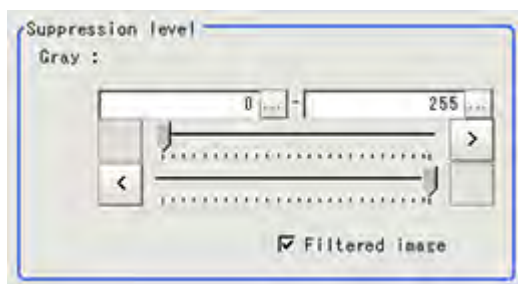 Suppression level
Gray :
0 ... - 255 ...
>
<
Filtered image